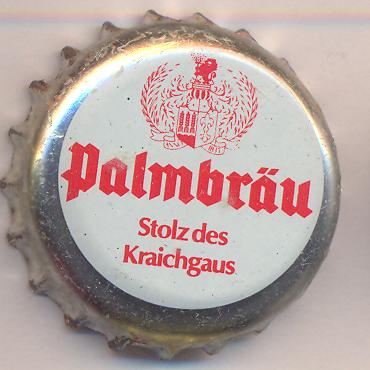 Palmbräu
Stolz des
Kraichgaus